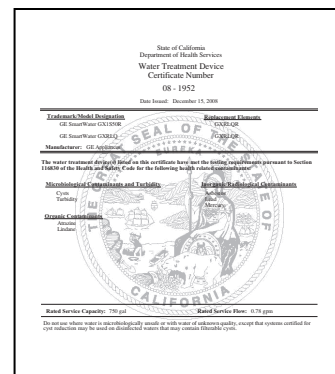 State of California
Department of Health Services
Water Treatment Device
Certificate Number
08 - 1952
Date Issued: December 15, 2008
Trademark/Model Designation Replacement Elements
GE SmartWater GX1S50R GXRLQR
GE SmartWater GXRLQ GXRLQR
Manufacturer: GE Appliances
The water treatment device(s) listed on this certificate have met the testing requirements pursuant to Section
116830 of the Health and Safety Code for the following health related contaminants:
Microbiological Contaminants and Turbidity Inorganic/Radiological Contaminants
Cysts Asbestos
Turbidity Lead
Mercury
Organic Contaminants
Atrazine
Lindane
SEAL OF THE
EUREKA
CALIFORNIA
Rated Service Capacity: 750 gal Rated Service Flow: 0.78 gpm
Do not use where water is microbiologically unsafe or with water of unknown quality, except that systems certified for
cyst reduction may be used on disinfected waters that may contain filterable cysts.